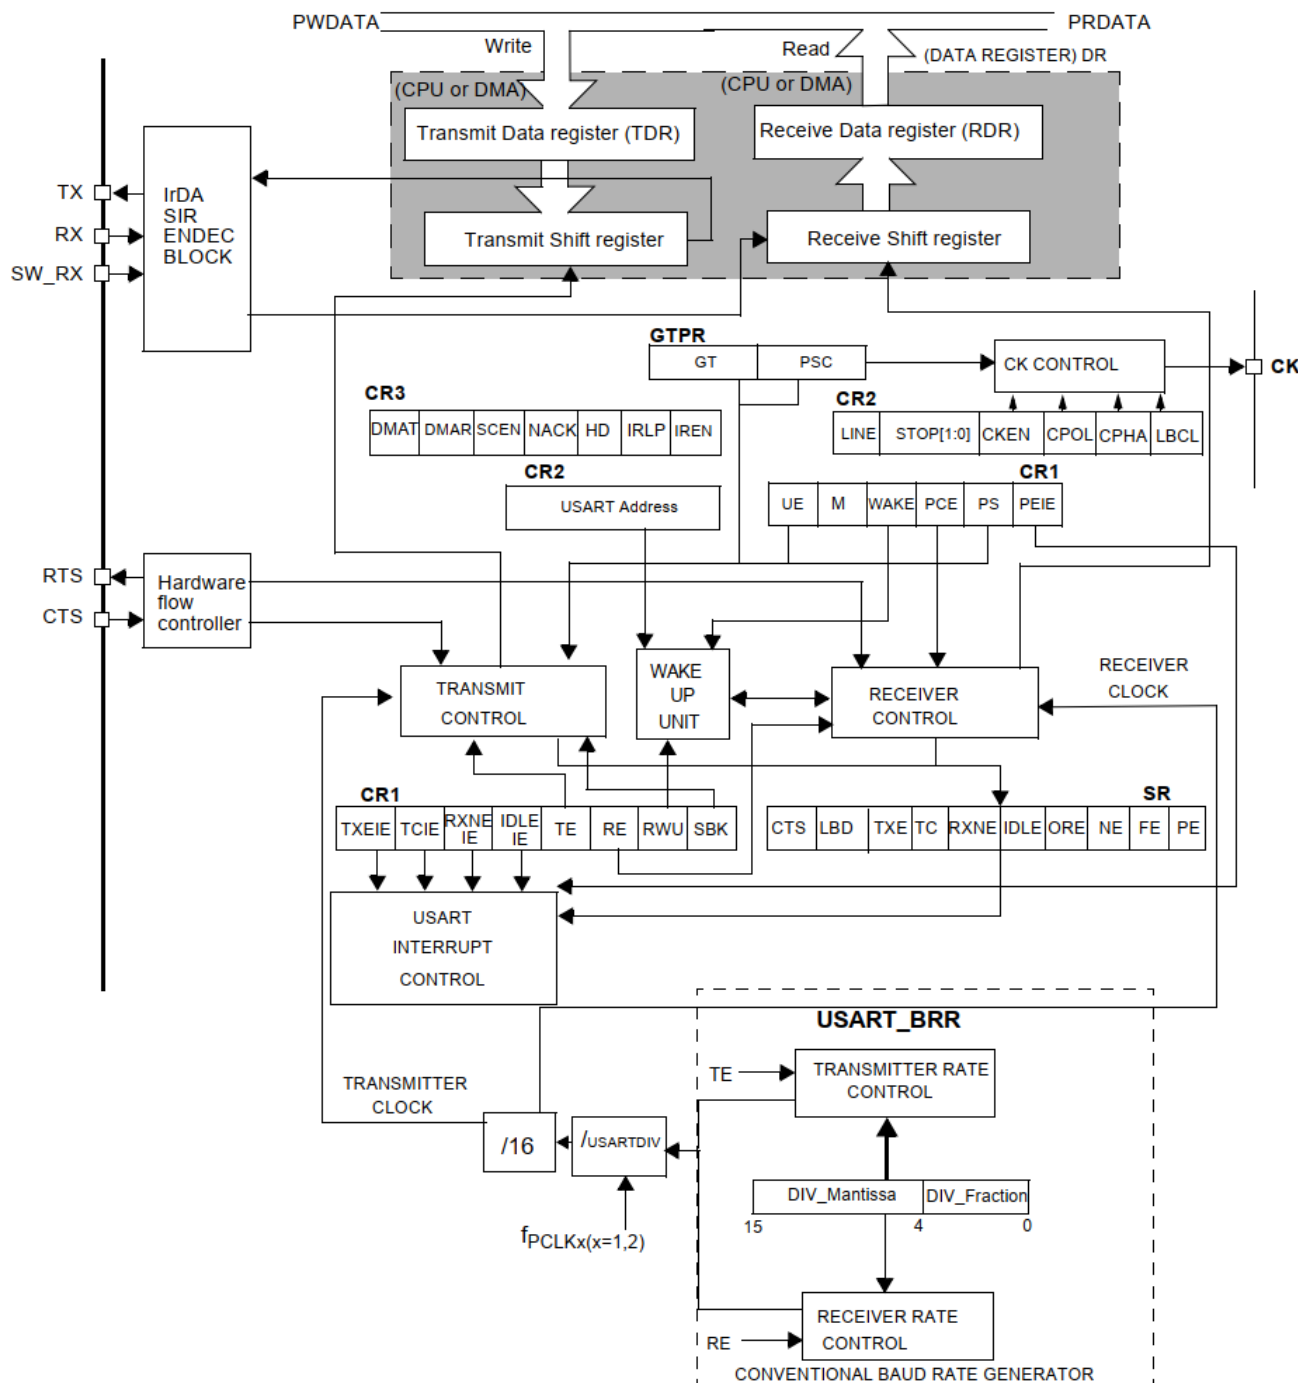 PWDATA
PRDATA
Write
Read
(DATA REGISTER) DR
(CPU or DMA)
(CPU or DMA)
Transmit Data register (TDR)
Receive Data register (RDR)
TX
RX
SW_RX
IrDA
SIR
ENDEC
BLOCK
Transmit Shift register
Receive Shift register
GTPR
GT
PSC
CK CONTROL
CK
CR3
DMAT
DMAR
SCEN
NACK
HD
IRLP
IREN
CR2
LINE
STOP[1:0]
CKEN
CPOL
CPHA
LBCL
CR2
USART Address
CR1
UE
M
WAKE
PCE
PS
PEIE
RTS
CTS
Hardware
flow
controller
TRANSMIT
CONTROL
WAKE
UP
UNIT
RECEIVER
CONTROL
RECEIVER
CLOCK
CR1
TXEIE
TCIE
RXNE
IE
IDLE
IE
TE
RE
RWU
SBK
SR
CTS
LBD
TXE
TC
RXNE
IDLE
ORE
NE
FE
PE
USART
INTERRUPT
CONTROL
USART_BRR
TE
TRANSMITTER RATE
CONTROL
TRANSMITTER
CLOCK
/16
/USARTDIV
fPCLKx(x=1,2)
DIV_Mantissa
DIV_Fraction
15
4
0
RE
RECEIVER RATE
CONTROL
CONVENTIONAL BAUD RATE GENERATOR